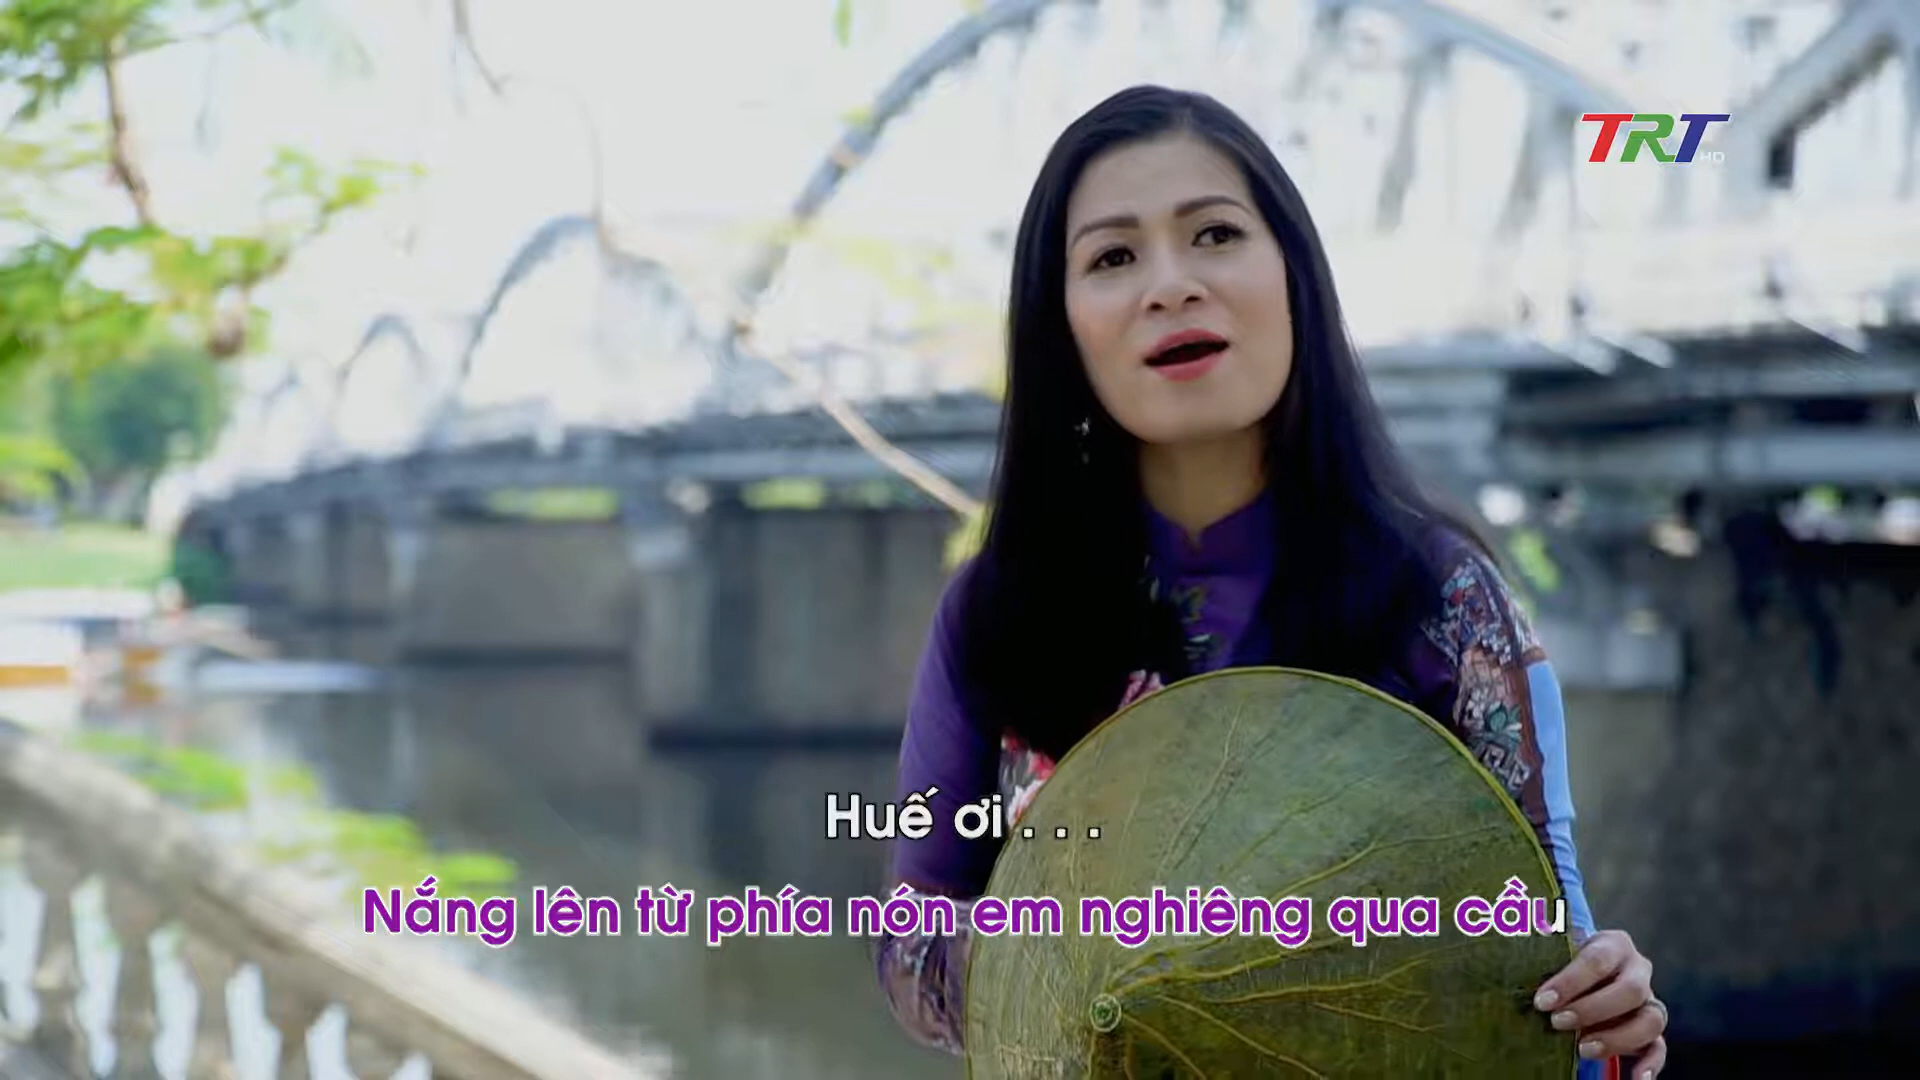 TRT HD
Huế ơi . . .
Nắng lên từ phía nón em nghiêng qua cầu